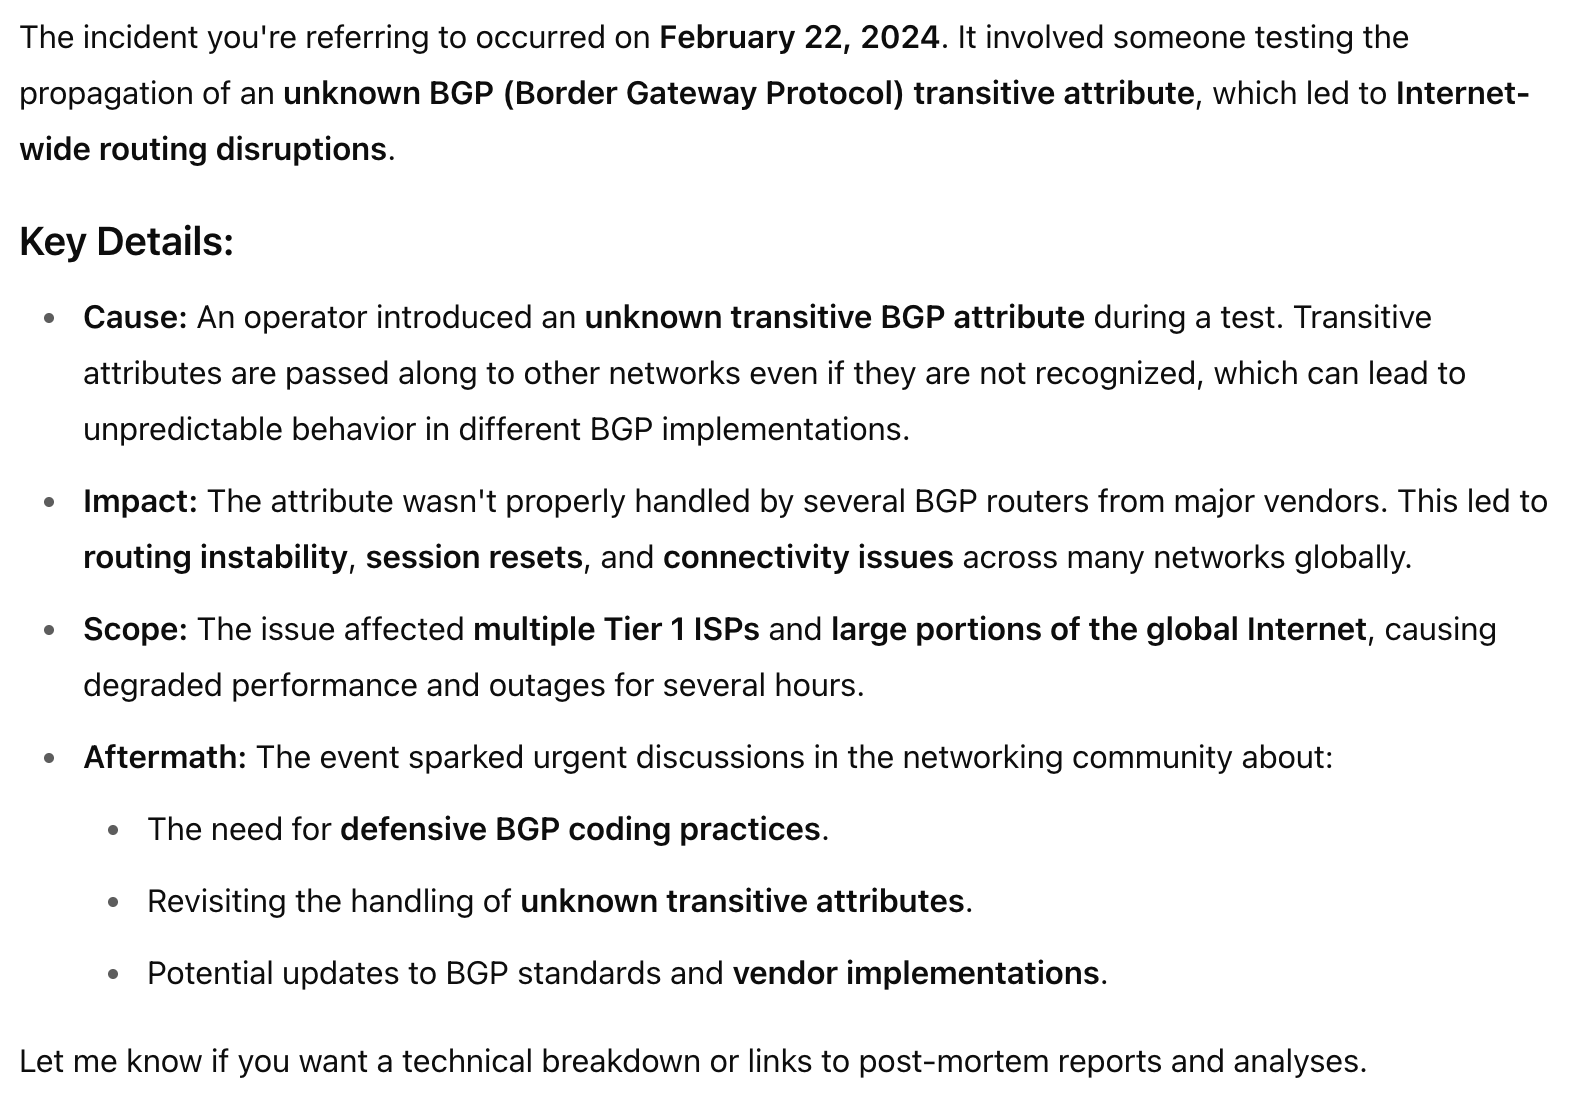 The incident you're referring to occurred on February 22, 2024. It involved someone testing the
propagation of an unknown BGP (Border Gateway Protocol) transitive attribute, which led to Internet-
wide routing disruptions.
Key Details:
• Cause: An operator introduced an unknown transitive BGP attribute during a test. Transitive
attributes are passed along to other networks even if they are not recognized, which can lead to
unpredictable behavior in different BGP implementations.
• Impact: The attribute wasn't properly handled by several BGP routers from major vendors. This led to
routing instability, session resets, and connectivity issues across many networks globally.
• Scope: The issue affected multiple Tier 1 ISPs and large portions of the global Internet, causing
degraded performance and outages for several hours.
• Aftermath: The event sparked urgent discussions in the networking community about:
• The need for defensive BGP coding practices.
• Revisiting the handling of unknown transitive attributes.
• Potential updates to BGP standards and vendor implementations.
Let me know if you want a technical breakdown or links to post-mortem reports and analyses.